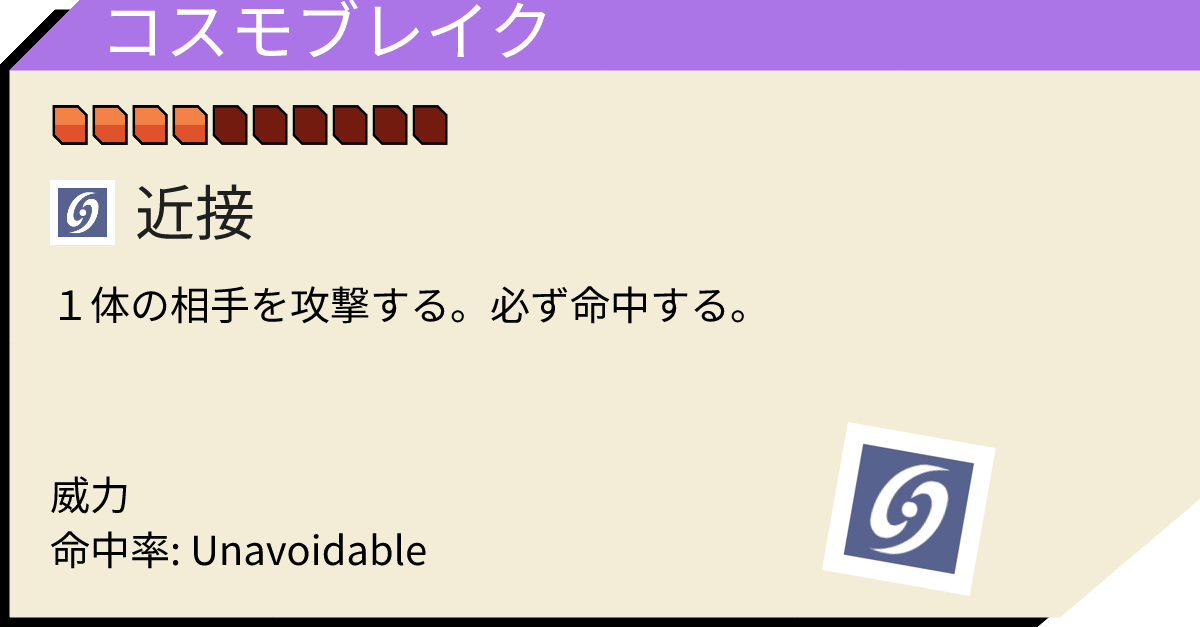 コスモブレイク
近接
１体の相手を攻撃する。必ず命中する。
威力
命中率: Unavoidable